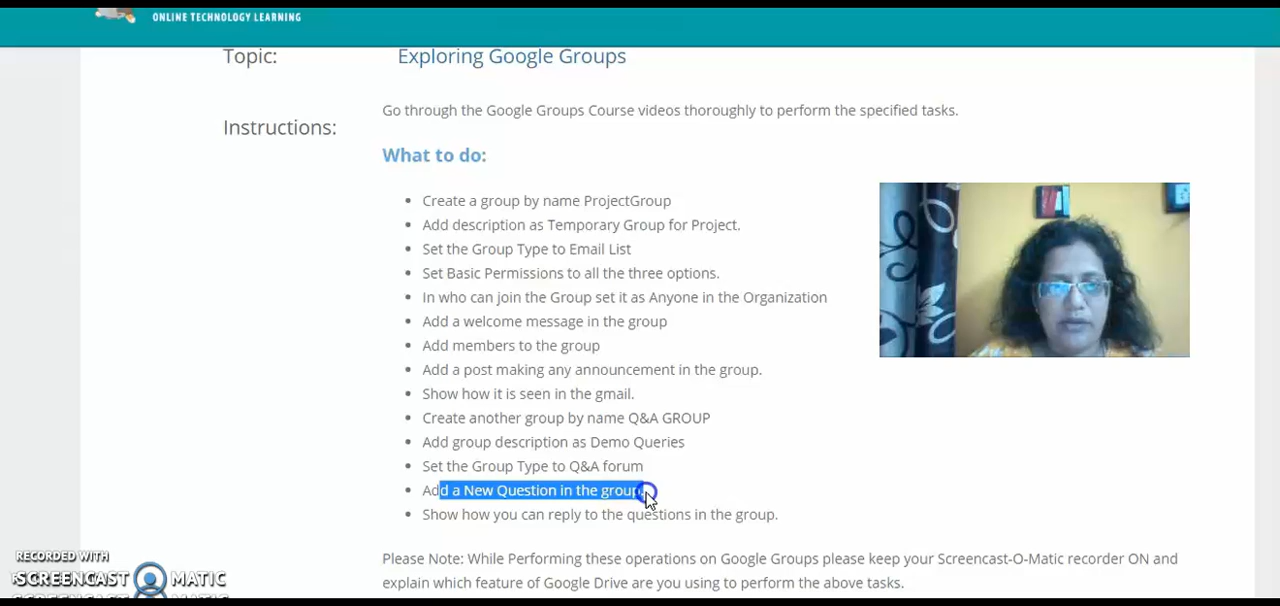 ONLINE TECHNOLOGY LEARNING
Topic:
Exploring Google Groups
Instructions:
Go through the Google Groups Course videos thoroughly to perform the specified tasks.
What to do:
Create a group by name ProjectGroup
Add description as Temporary Group for Project.
Set the Group Type to Email List
Set Basic Permissions to all the three options.
In who can join the Group set it as Anyone in the Organization
Add a welcome message in the group
Add members to the group
Add a post making any announcement in the group.
Show how it is seen in the gmail.
Create another group by name Q&A GROUP
Add group description as Demo Queries
Set the Group Type to Q&A forum
Add a New Question in the group.
Show how you can reply to the questions in the group.
Please Note: While Performing these operations on Google Groups please keep your Screencast-O-Matic recorder ON and
explain which feature of Google Drive are you using to perform the above tasks.
RECORDED WITH
SCREENCAST MATIC